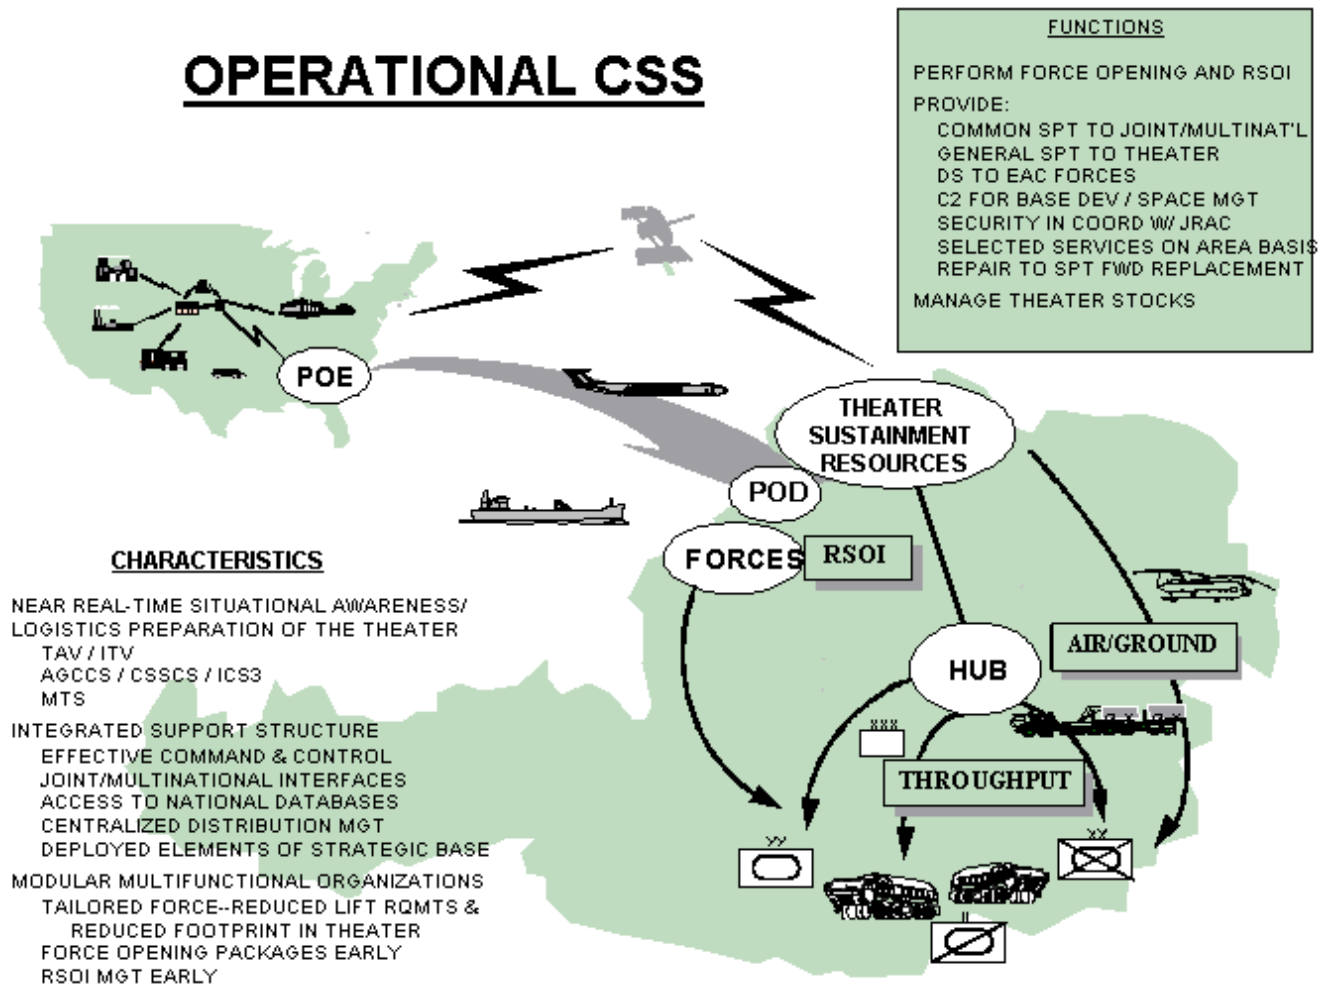 OPERATIONAL CSS
FUNCTIONS
PERFORM FORCE OPENING AND RSOI
PROVIDE:
COMMON SPT TO JOINT/MULTINAT'L
GENERAL SPT TO THEATER
DS TO EAC FORCES
C2 FOR BASE DEV / SPACE MGT
SECURITY IN COORD W/ JRAC
SELECTED SERVICES ON AREA BASIS
REPAIR TO SPT FWD REPLACEMENT
MANAGE THEATER STOCKS
POE
THEATER
SUSTAINMENT
RESOURCES
POD
FORCES
RSOI
HUB
AIR/GROUND
XXX
THROUGHPUT
XX
II
CHARACTERISTICS
NEAR REAL-TIME SITUATIONAL AWARENESS/
LOGISTICS PREPARATION OF THE THEATER
TAV / ITV
AGCCS / CSSCS / ICS3
MTS
INTEGRATED SUPPORT STRUCTURE
EFFECTIVE COMMAND & CONTROL
JOINT/MULTINATIONAL INTERFACES
ACCESS TO NATIONAL DATABASES
CENTRALIZED DISTRIBUTION MGT
DEPLOYED ELEMENTS OF STRATEGIC BASE
MODULAR MULTIFUNCTIONAL ORGANIZATIONS
TAILORED FORCE--REDUCED LIFT RQMTS &
REDUCED FOOTPRINT IN THEATER
FORCE OPENING PACKAGES EARLY
RSOI MGT EARLY